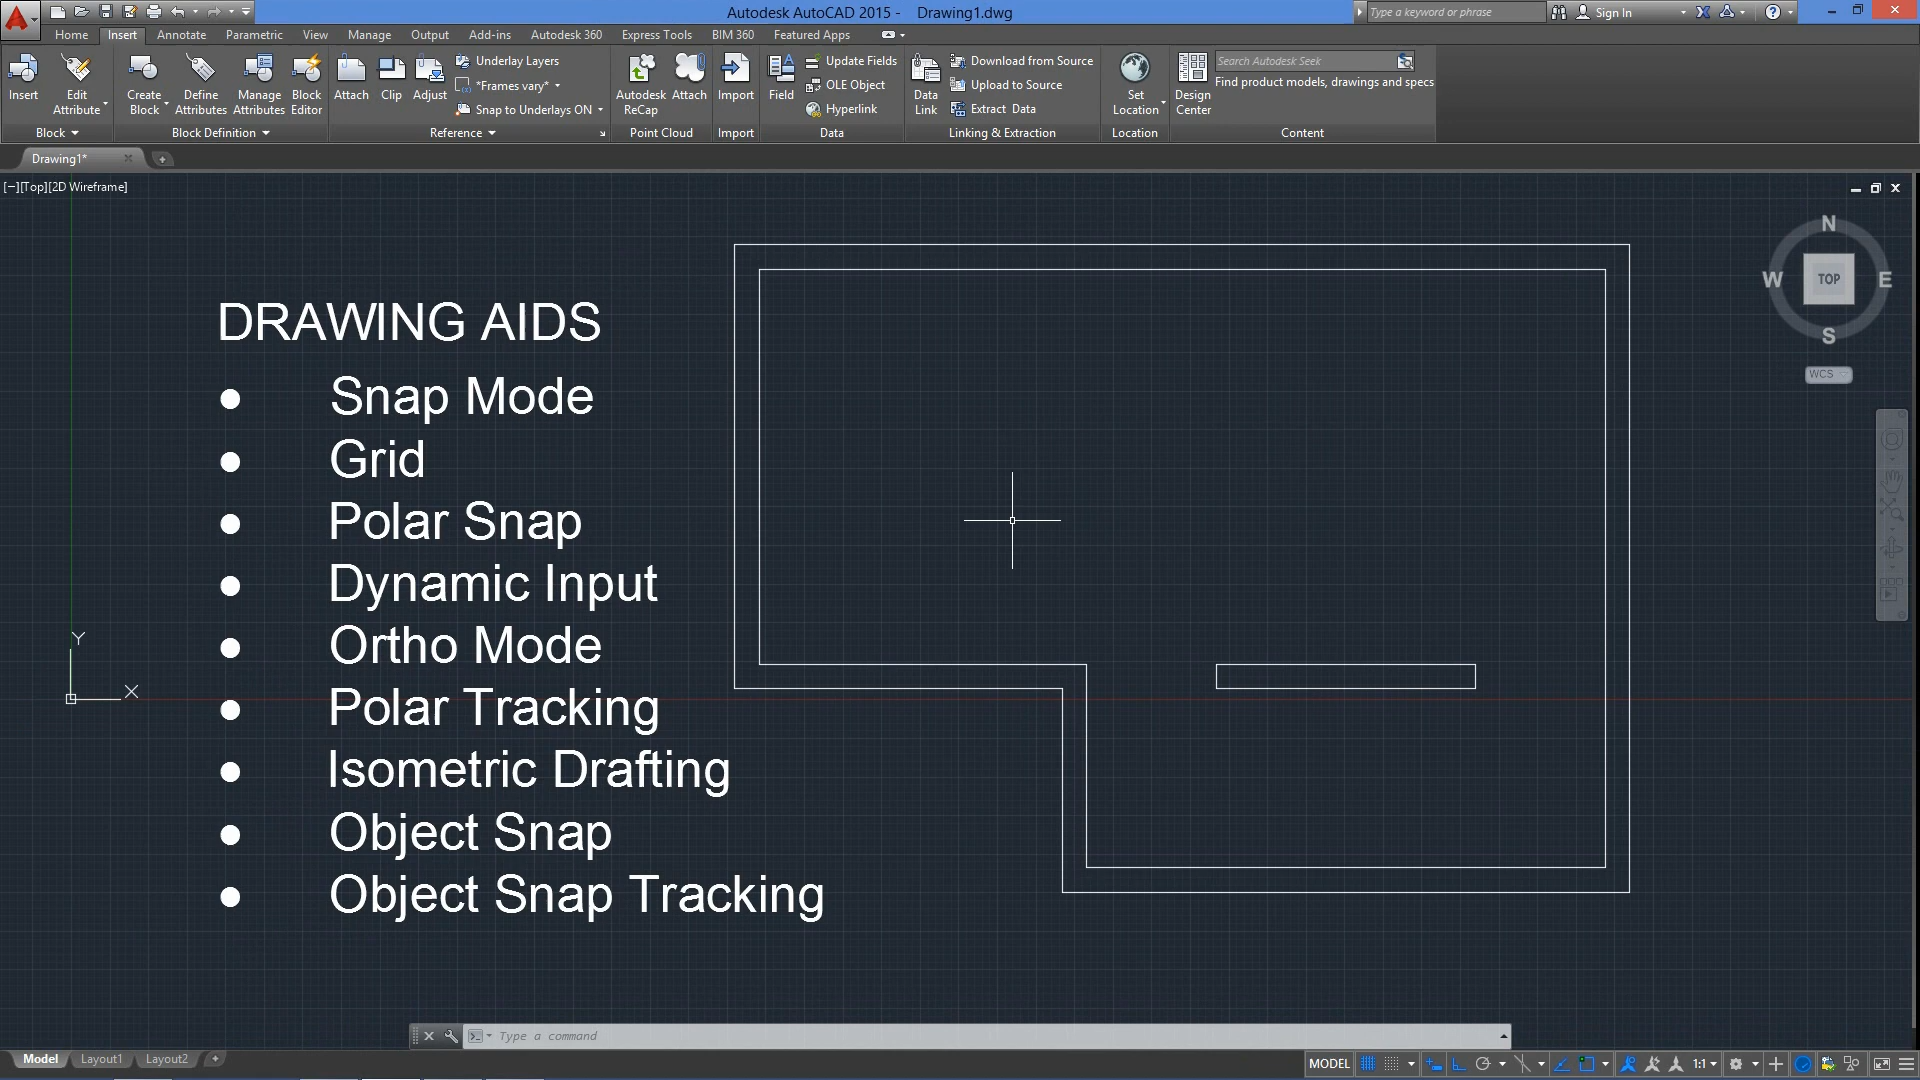 Autodesk AutoCAD 2015 - Drawing1.dwg
Type a keyword or phrase
Sign In
Home Insert Annotate Parametric View Manage Output Add-ins Autodesk 360 Express Tools BIM 360 Featured Apps
Insert
Edit Attribute
Block
Create Block
Define Attributes
Manage Attributes
Block Editor
Block Definition
Attach
Clip
Adjust
Underlay Layers
*Frames vary*
Snap to Underlays ON
Reference
Autodesk ReCap
Attach
Point Cloud
Import
Import
Field
Update Fields
OLE Object
Hyperlink
Data
Data Link
Download from Source
Upload to Source
Extract Data
Linking & Extraction
Set Location
Location
Design Center
Search Autodesk Seek
Find product models, drawings and specs
Content
Drawing1*
[−][Top][2D Wireframe]
N
W TOP E
S
WCS
DRAWING AIDS
● Snap Mode
● Grid
● Polar Snap
● Dynamic Input
● Ortho Mode
● Polar Tracking
● Isometric Drafting
● Object Snap
● Object Snap Tracking
Y
X
Type a command
Model Layout1 Layout2
MODEL
1:1